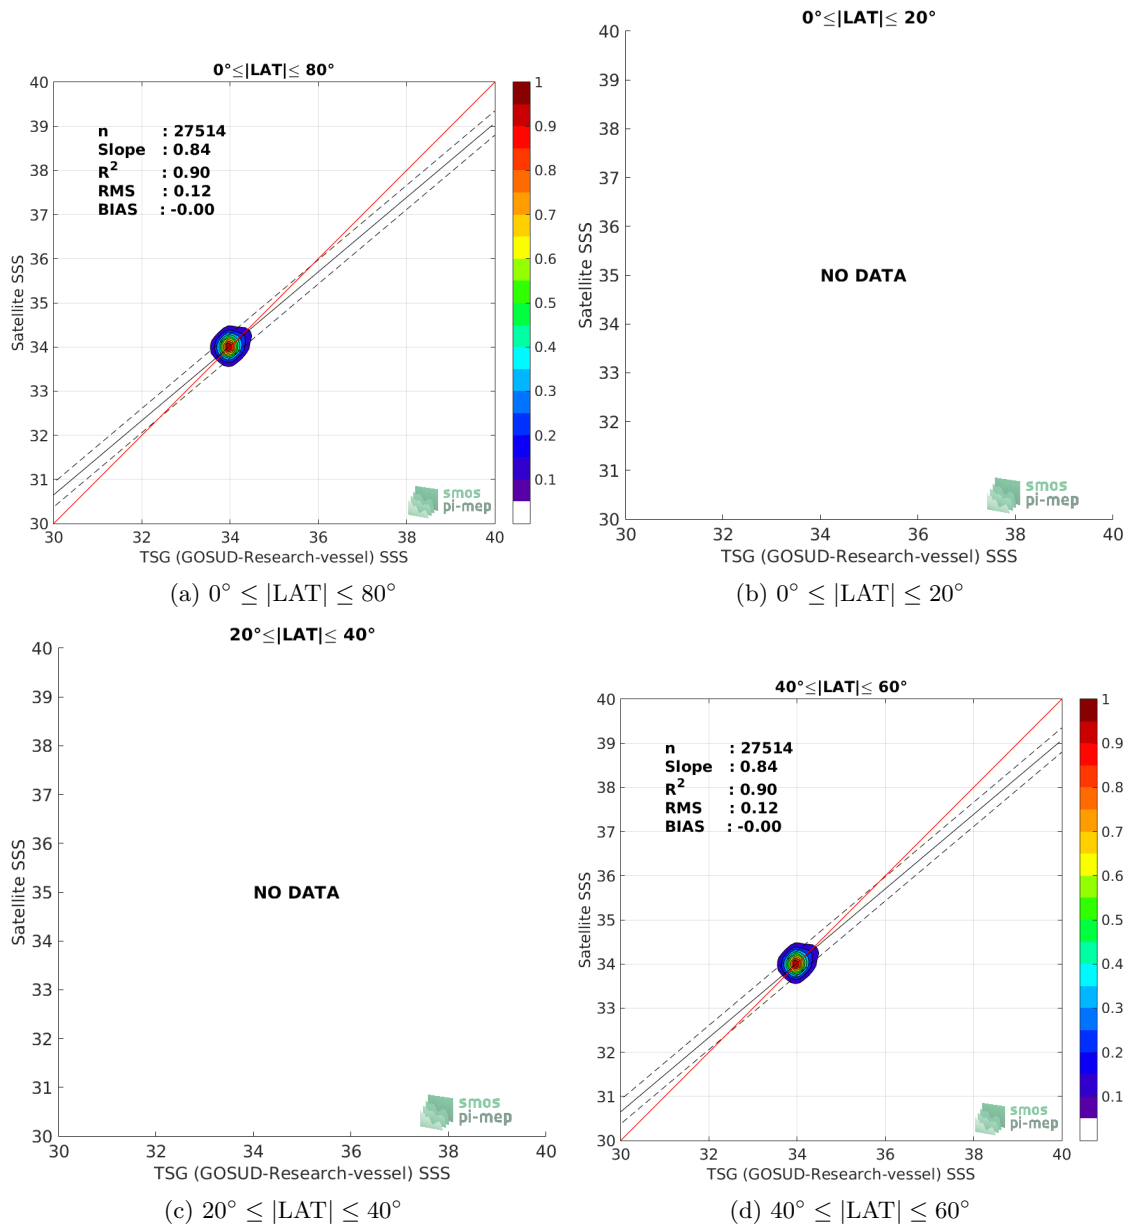 0°≤|LAT|≤ 80°
40
39
38
37
36
35
34
33
32
31
30
Satellite SSS
n : 27514
Slope : 0.84
R² : 0.90
RMS : 0.12
BIAS : -0.00
smos
pi-mep
30 32 34 36 38 40
TSG (GOSUD-Research-vessel) SSS
1
0.9
0.8
0.7
0.6
0.5
0.4
0.3
0.2
0.1
(a) 0° ≤ |LAT| ≤ 80°
0°≤|LAT|≤ 20°
40
39
38
37
36
35
34
33
32
31
30
Satellite SSS
NO DATA
smos
pi-mep
30 32 34 36 38 40
TSG (GOSUD-Research-vessel) SSS
(b) 0° ≤ |LAT| ≤ 20°
20°≤|LAT|≤ 40°
40
39
38
37
36
35
34
33
32
31
30
Satellite SSS
NO DATA
smos
pi-mep
30 32 34 36 38 40
TSG (GOSUD-Research-vessel) SSS
(c) 20° ≤ |LAT| ≤ 40°
40°≤|LAT|≤ 60°
40
39
38
37
36
35
34
33
32
31
30
Satellite SSS
n : 27514
Slope : 0.84
R² : 0.90
RMS : 0.12
BIAS : -0.00
smos
pi-mep
30 32 34 36 38 40
TSG (GOSUD-Research-vessel) SSS
1
0.9
0.8
0.7
0.6
0.5
0.4
0.3
0.2
0.1
(d) 40° ≤ |LAT| ≤ 60°